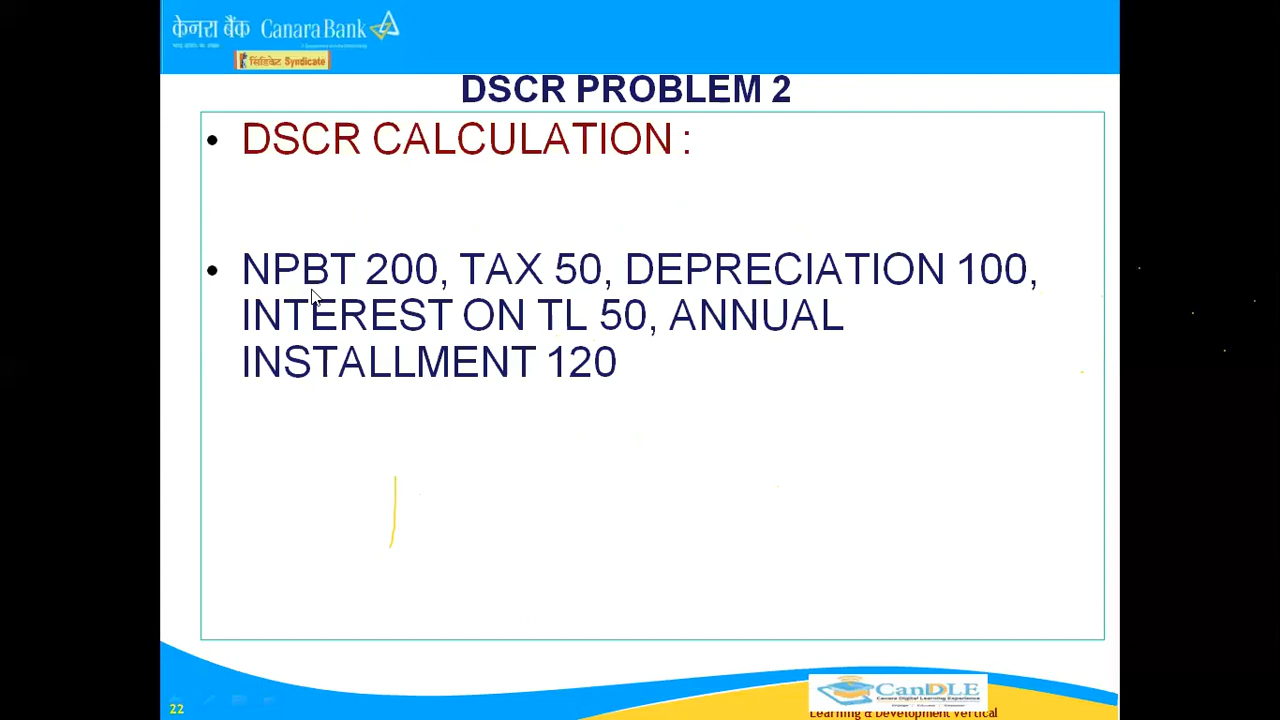 केनरा बैंक Canara Bank
सिंडिकेट Syndicate
DSCR PROBLEM 2
• DSCR CALCULATION :
• NPBT 200, TAX 50, DEPRECIATION 100,
INTEREST ON TL 50, ANNUAL
INSTALLMENT 120
CanDLE
Canara Digital Learning Experience
Learning & Development Vertical
22